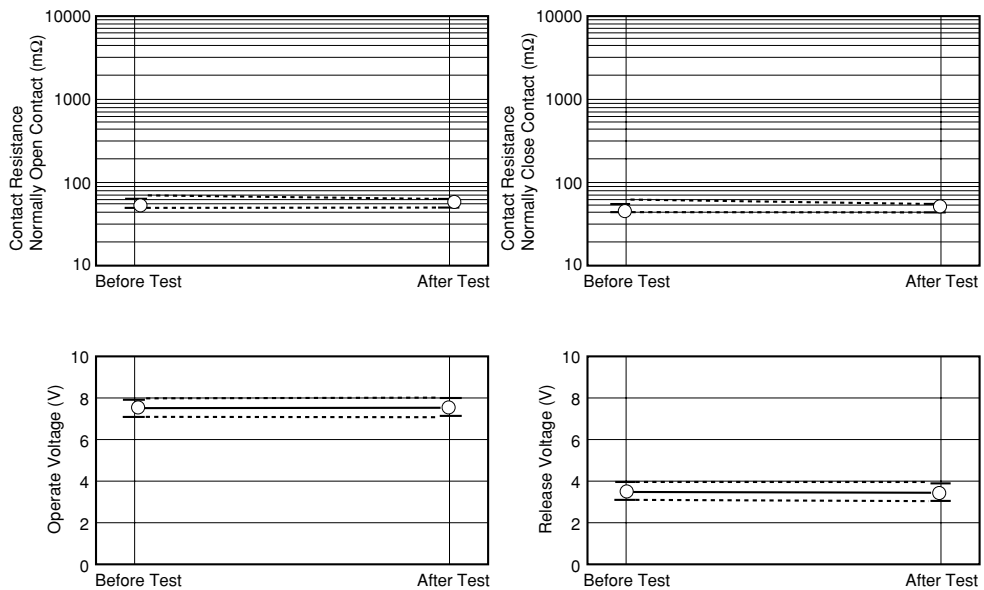 Contact Resistance
Normally Open Contact (mΩ)
10000
1000
100
10
Before Test
After Test
Contact Resistance
Normally Close Contact (mΩ)
10000
1000
100
10
Before Test
After Test
Operate Voltage (V)
10
8
6
4
2
0
Before Test
After Test
Release Voltage (V)
10
8
6
4
2
0
Before Test
After Test